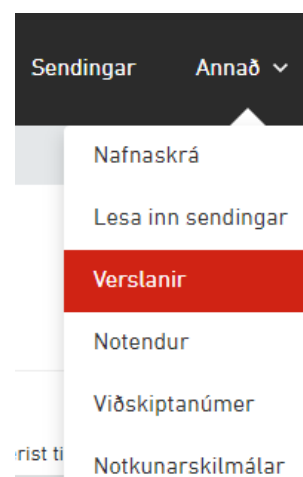 Sendingar Annað
Nafnaskrá
Lesa inn sendingar
Verslanir
Notendur
Viðskiptanúmer
Notkunarskilmálar